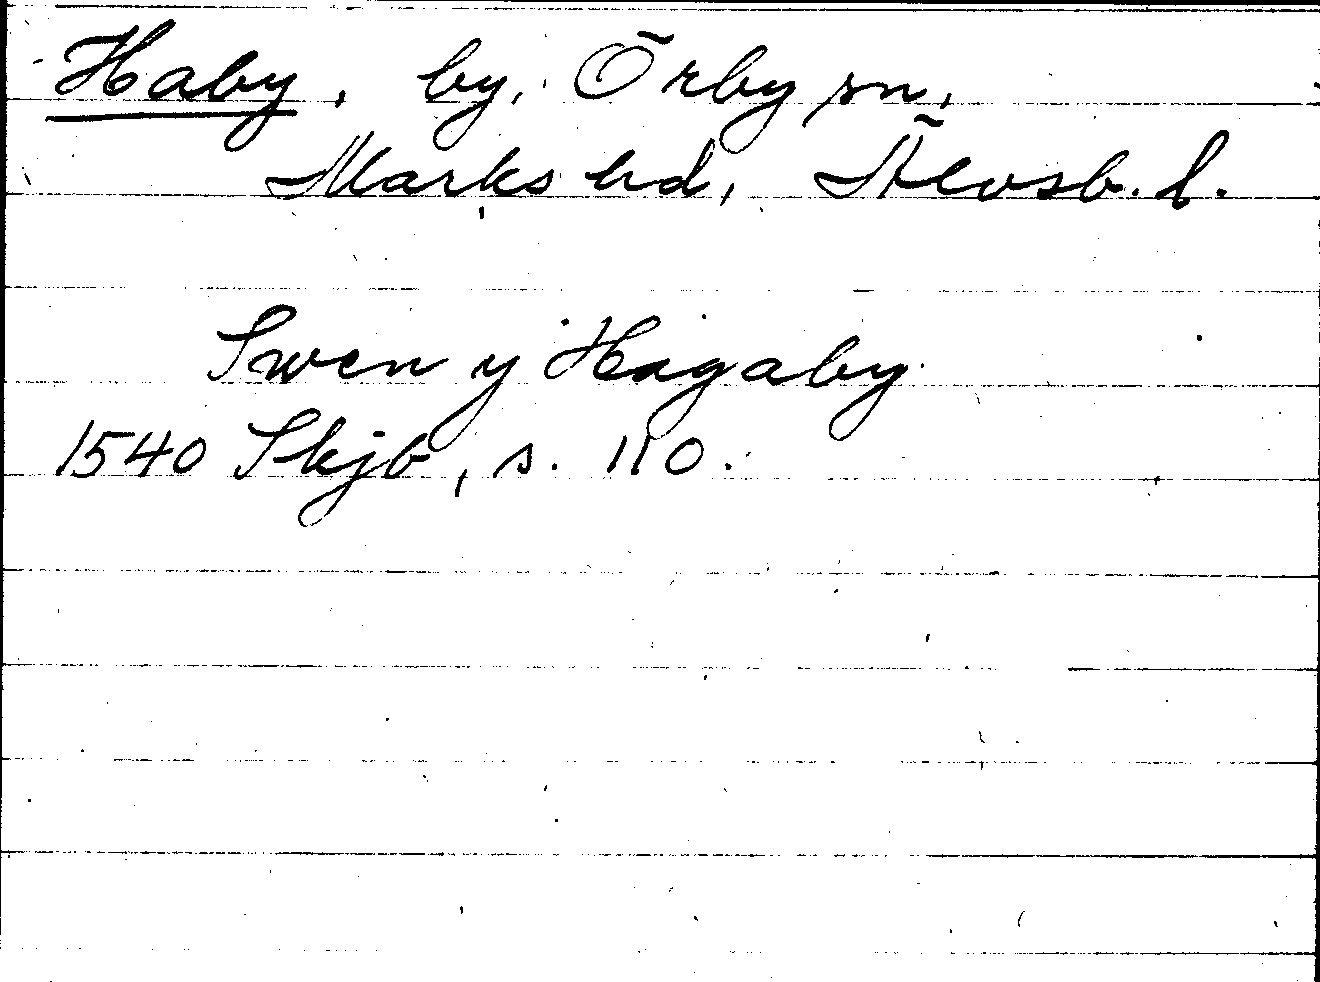 Haby, by, Örby sn,
Marks hd, Älvsb. l.
Swen y Hagaby
1540 Skjb, s. 110.